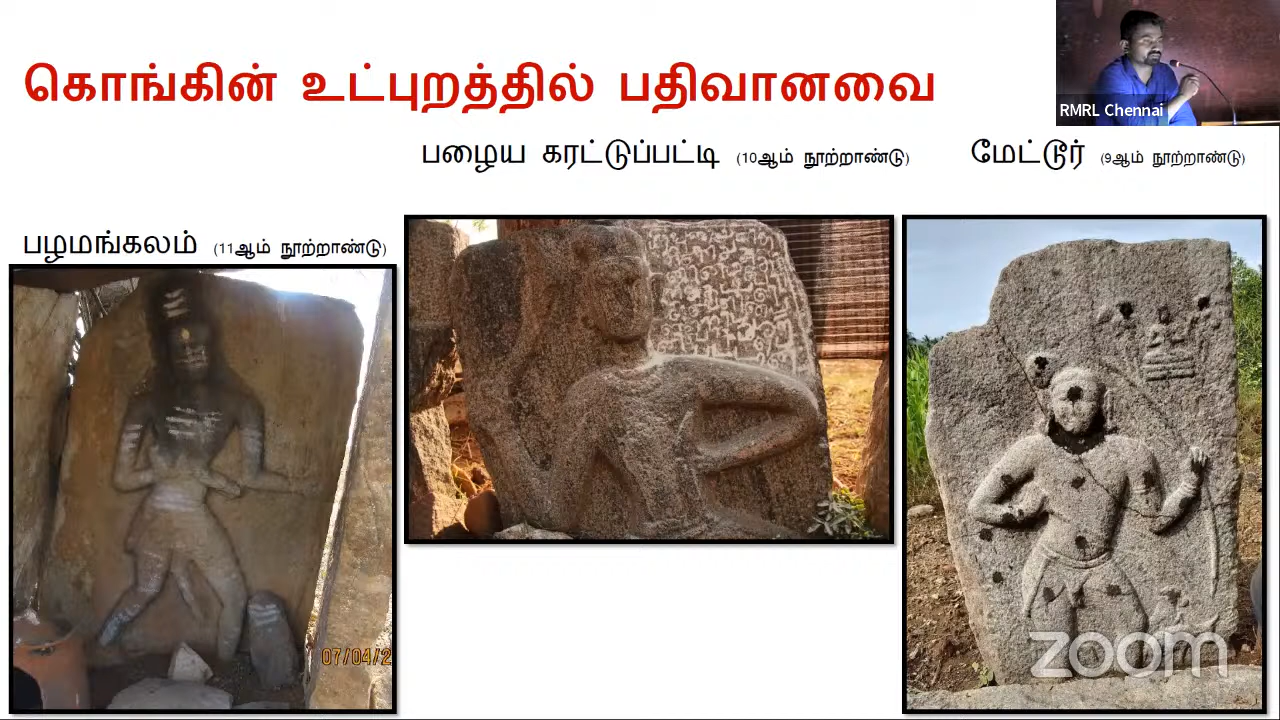 கொங்கின் உட்புறத்தில் பதிவானவை
RMRL Chennai
பழைய கரட்டுப்பட்டி (10ஆம் நூற்றாண்டு)
மேட்டூர் (9ஆம் நூற்றாண்டு)
பழமங்கலம் (11ஆம் நூற்றாண்டு)
07/04/2
zoom